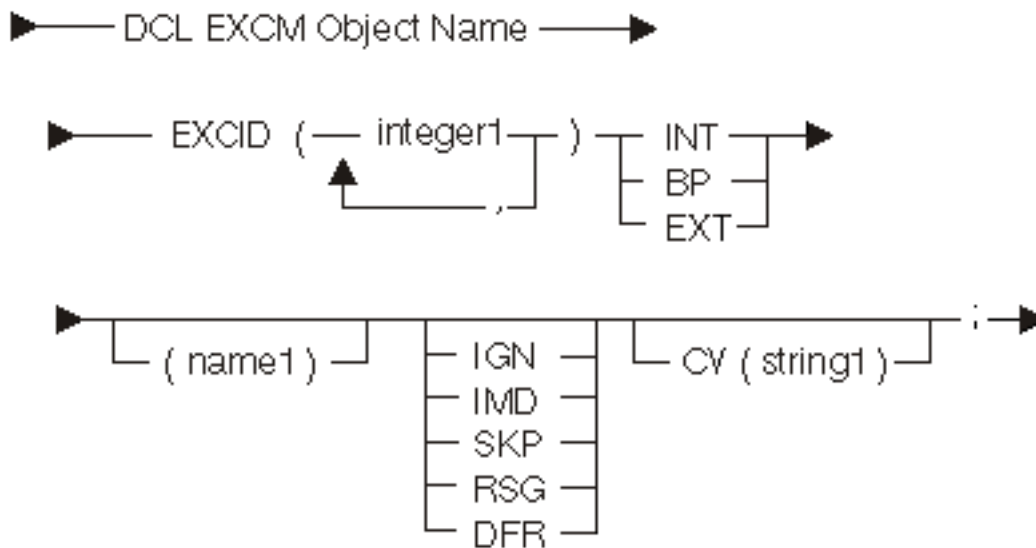 DCL EXCM Object Name
EXCID ( integer1 ) INT
,
BP
EXT
( name1 )
IGN
IMD
SKP
RSG
DFR
CV ( string1 )
;